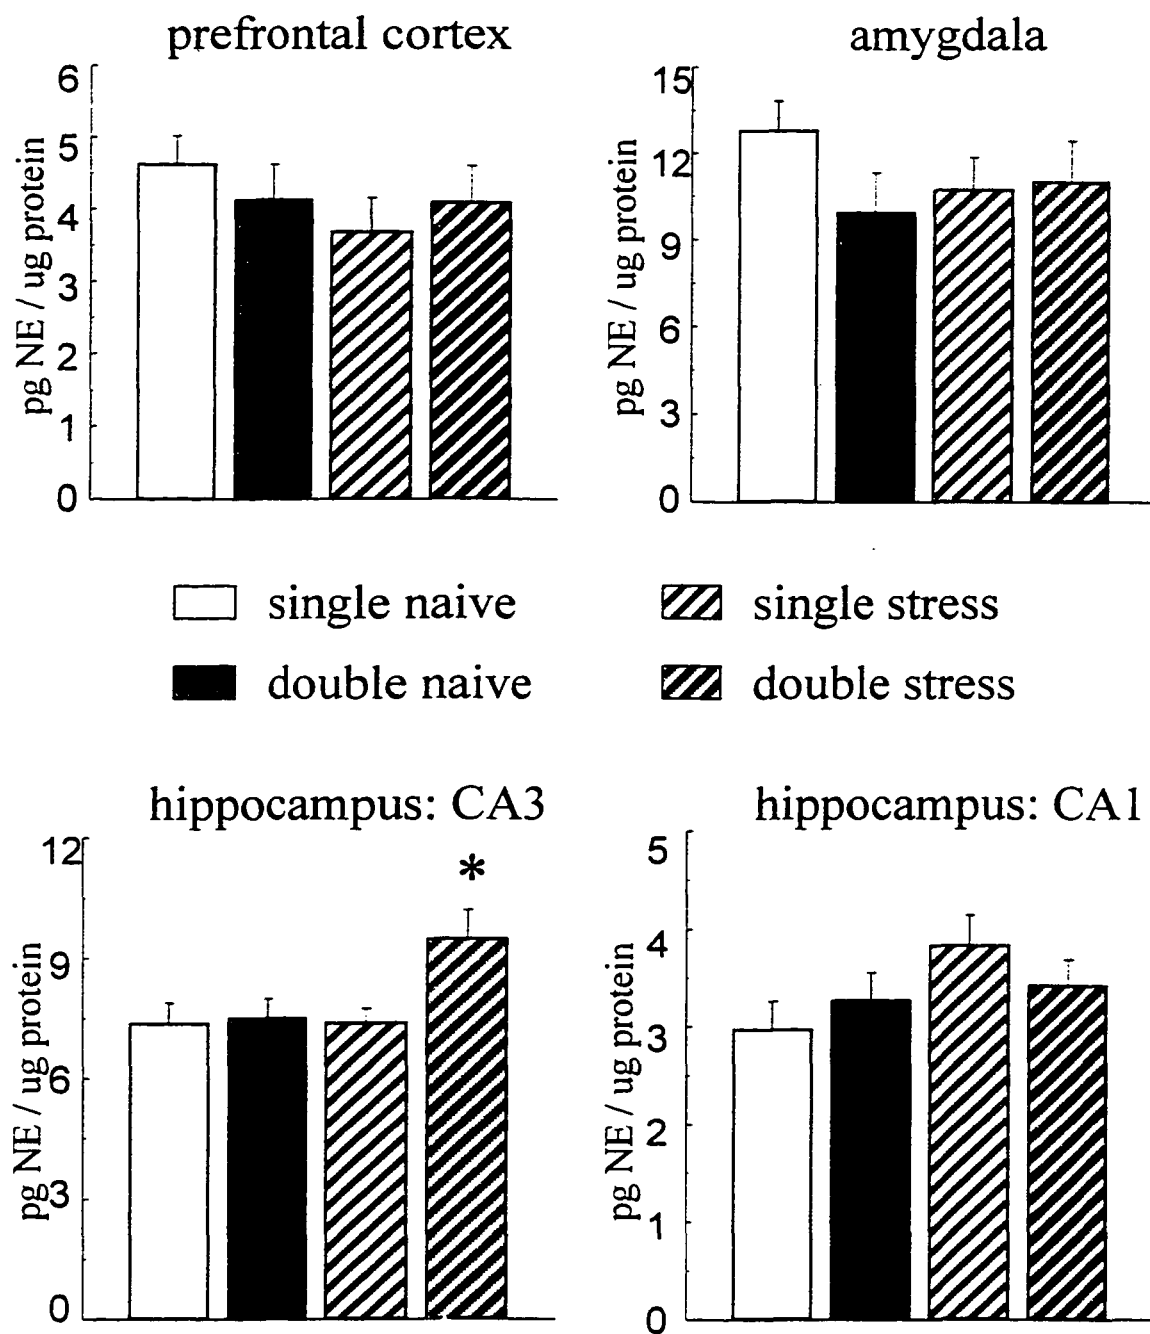 prefrontal cortex
6
5
4
3
2
1
0
pg NE / ug protein
amygdala
15
12
9
6
3
0
pg NE / ug protein
single naive
single stress
double naive
double stress
hippocampus: CA3
12
9
6
3
0
pg NE / ug protein
*
hippocampus: CA1
5
4
3
2
1
0
pg NE / ug protein